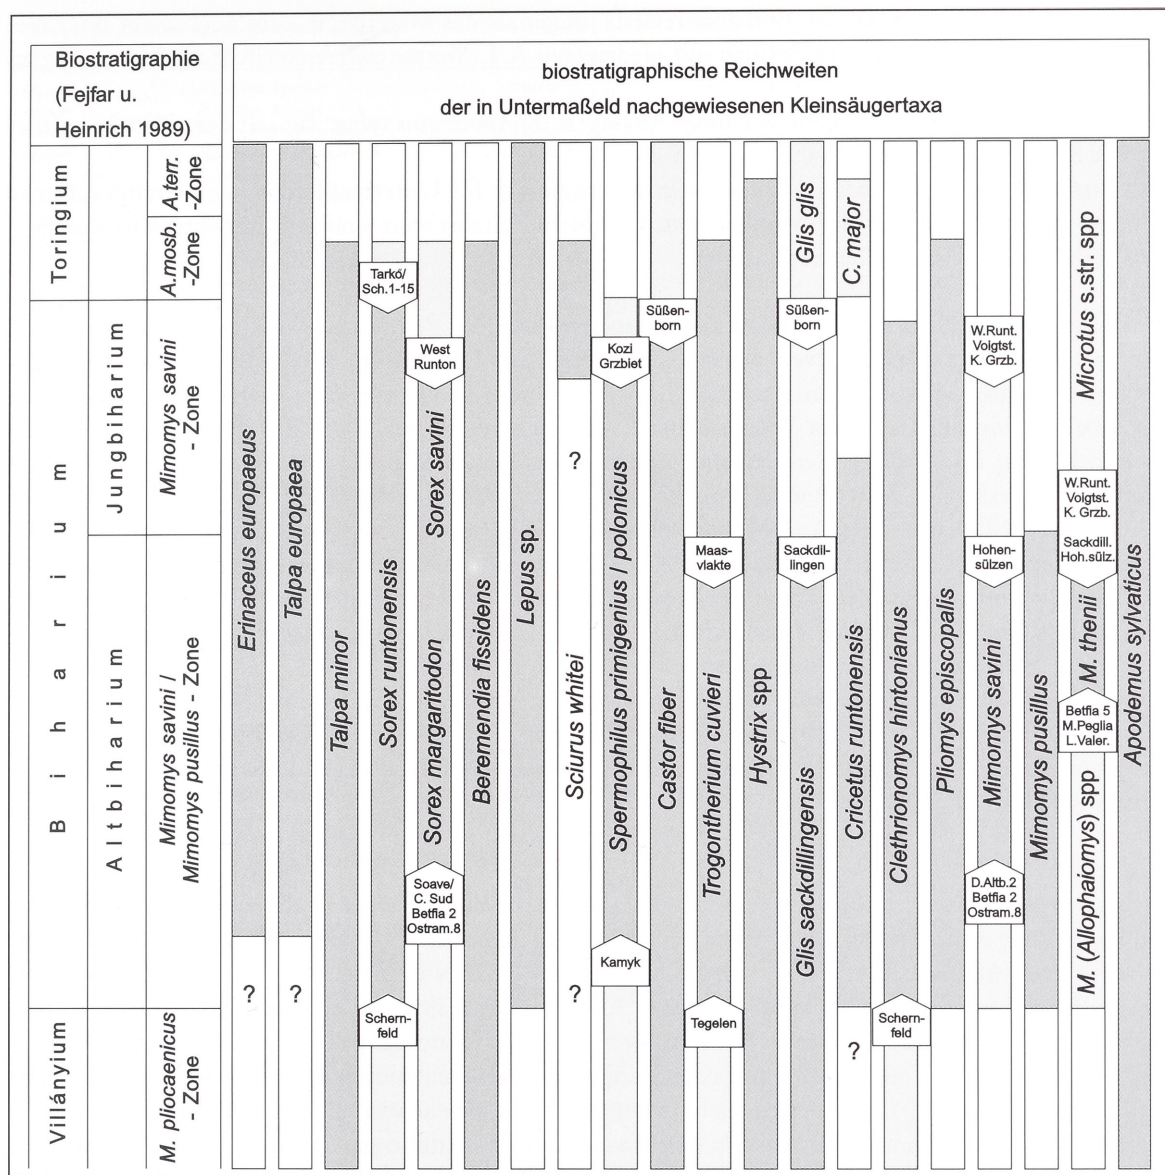 Biostratigraphie
(Fejfar u.
Heinrich 1989)
biostratigraphische Reichweiten
der in Untermaßeld nachgewiesenen Kleinsäugertaxa
Toringium
Biharium
Villányium
Jungbiharium
Altbiharium
A.terr.
-Zone
A.mosb.
-Zone
Mimomys savini
- Zone
Mimomys savini /
Mimomys pusillus - Zone
M. pliocaenicus
- Zone
Erinaceus europaeus
?
Talpa europaea
?
Talpa minor
Tarkó/
Sch.1-15
Sorex runtonensis
Schern-
feld
West
Runton
Sorex savini
Sorex margaritodon
Soave/
C. Sud
Betfia 2
Ostram.8
Beremendia fissidens
Lepus sp.
?
Sciurus whitei
?
Kozi
Grzbiet
Spermophilus primigenius / polonicus
Kamyk
Süßen-
born
Castor fiber
Maas-
vlakte
Trogontherium cuvieri
Tegelen
Hystrix spp
Glis glis
Süßen-
born
Sackdil-
lingen
Glis sackdillingensis
C. major
Cricetus runtonensis
?
Clethrionomys hintonianus
Schern-
feld
Pliomys episcopalis
W.Runt.
Voigtst.
K. Grzb.
Hohen-
sülzen
Mimomys savini
D.Altb.2
Betfia 2
Ostram.8
Mimomys pusillus
Microtus s.str. spp
W.Runt.
Voigtst.
K. Grzb.
Sackdill.
Hoh.sülz.
M. thenii
Betfia 5
M.Peglia
L.Valer.
M. (Allophaiomys) spp
Apodemus sylvaticus